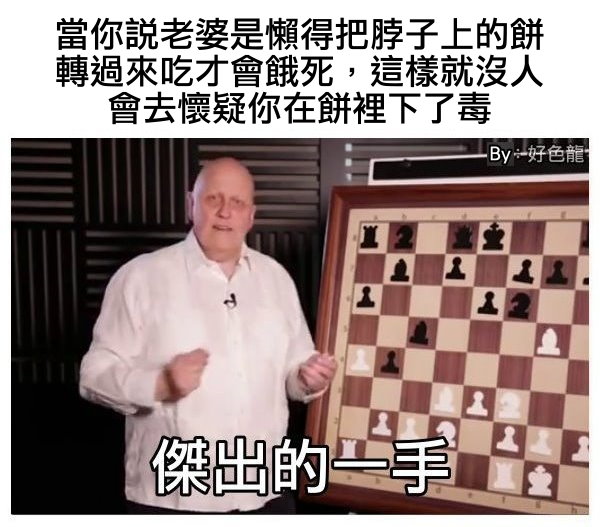 當你説老婆是懶得把脖子上的餅
轉過來吃才會餓死，這樣就沒人
會去懷疑你在餅裡下了毒
By：好色龍
傑出的一手